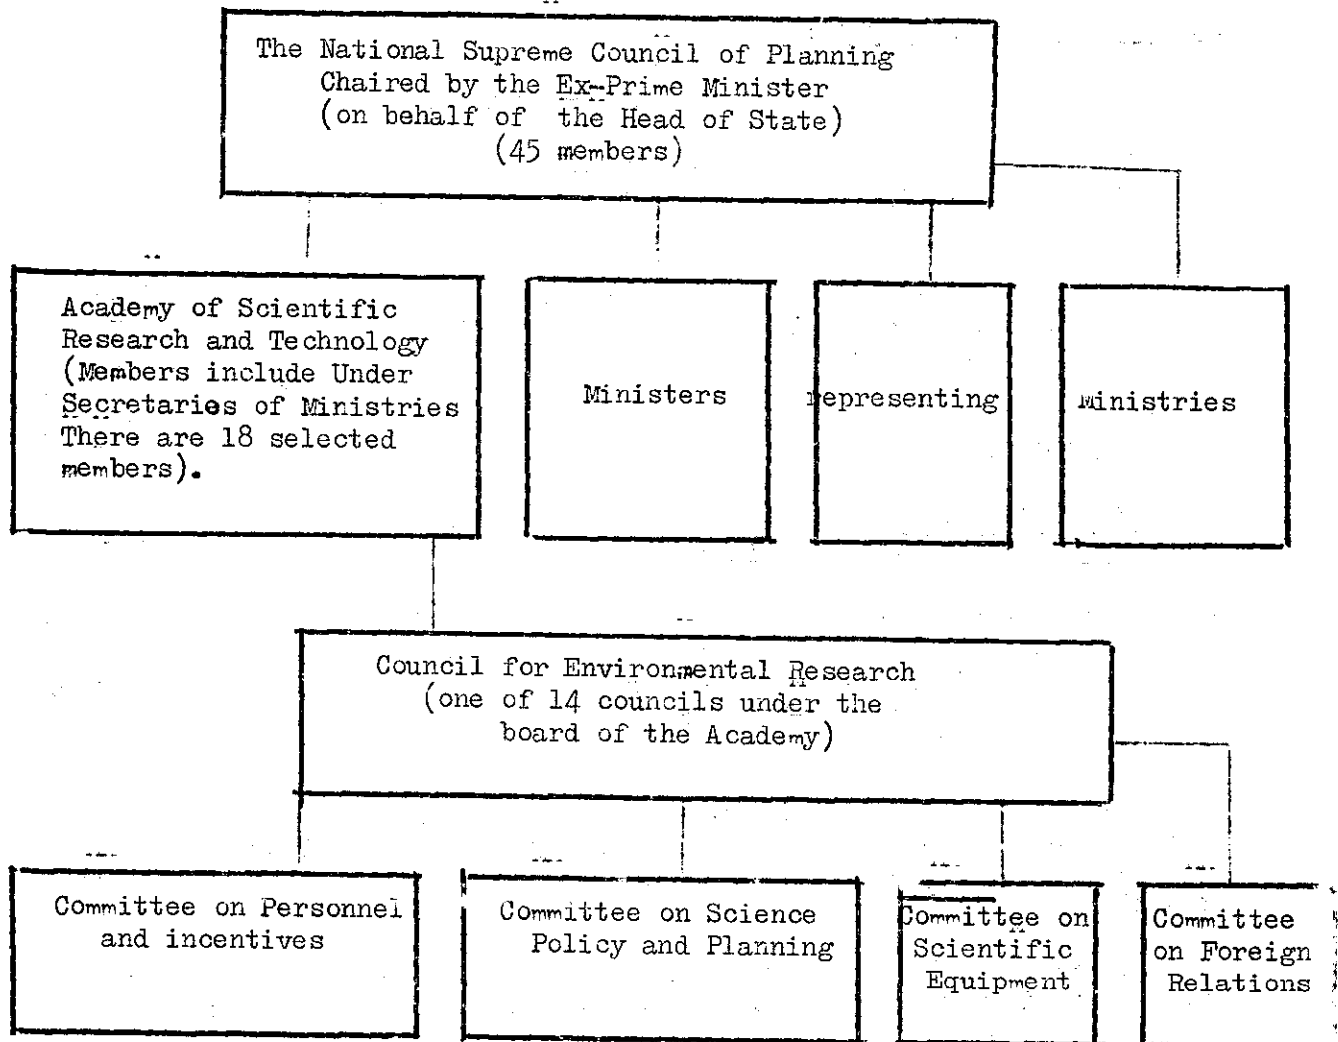 The National Supreme Council of Planning
Chaired by the Ex-Prime Minister
(on behalf of the Head of State)
(45 members)
Academy of Scientific
Research and Technology
(Members include Under
Secretaries of Ministries
There are 18 selected
members).
Ministers
representing
ministries
Council for Environmental Research
(one of 14 councils under the
board of the Academy)
Committee on Personnel
and incentives
Committee on Science
Policy and Planning
Committee on
Scientific
Equipment
Committee
on Foreign
Relations